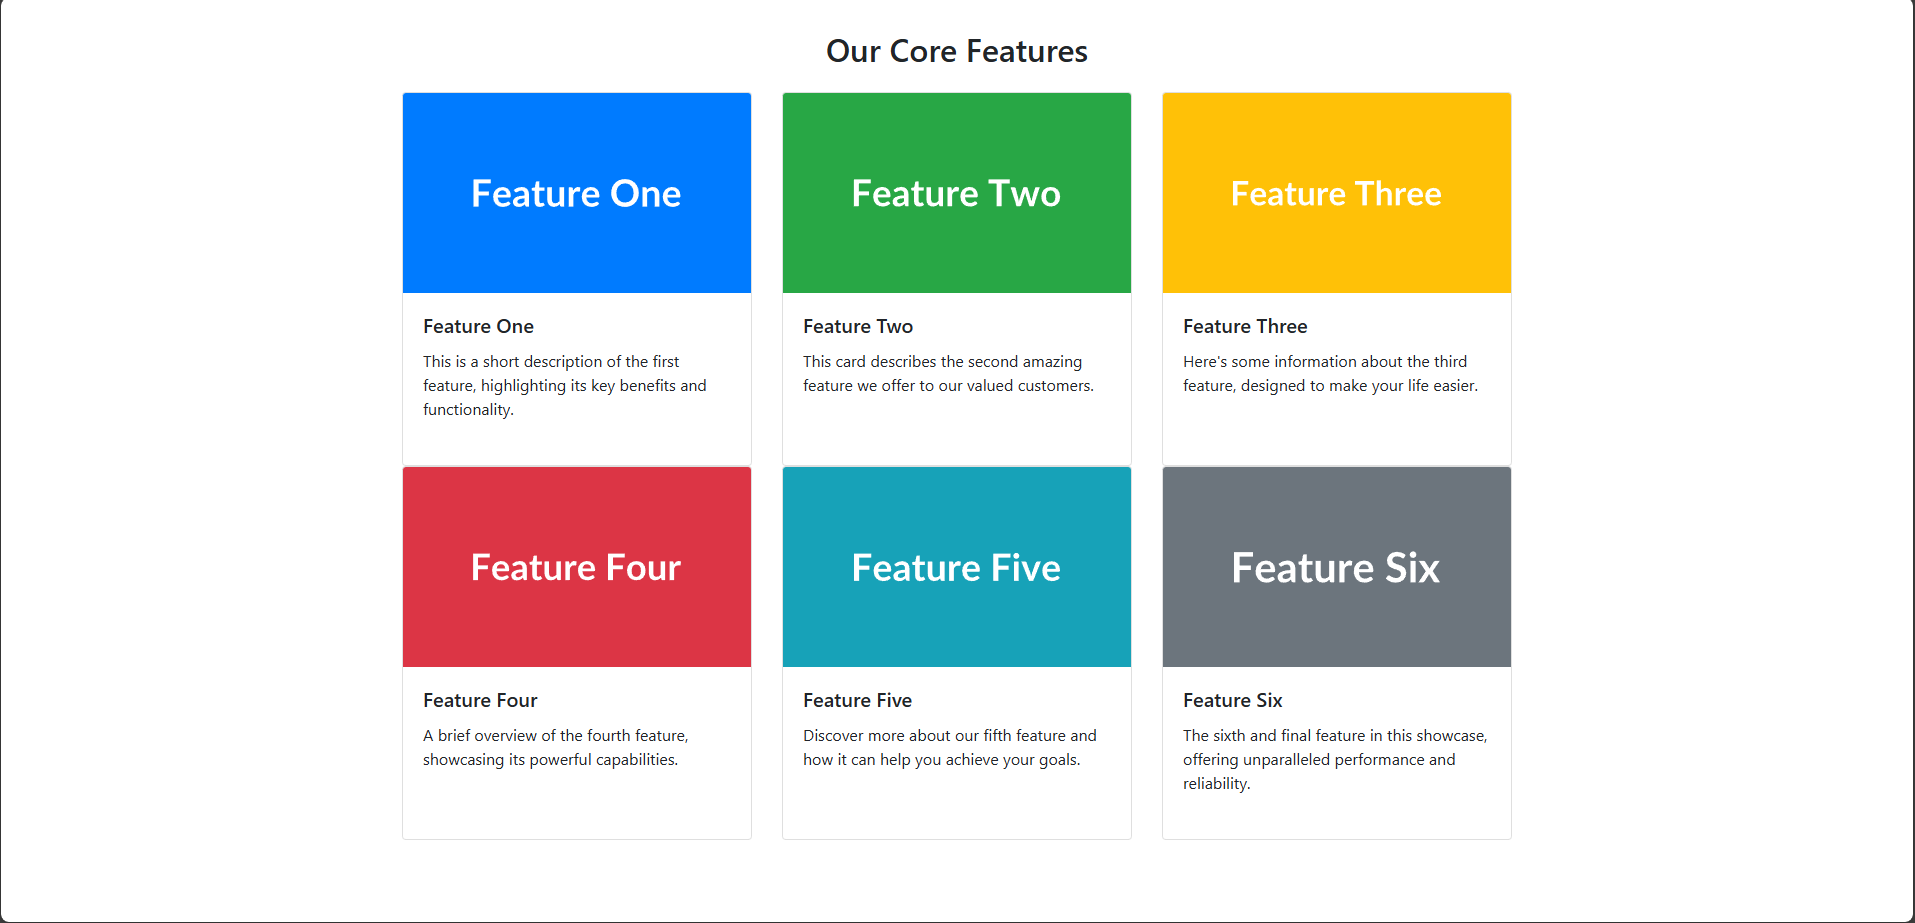 Our Core Features
Feature One
Feature Two
Feature Three
Feature One
This is a short description of the first
feature, highlighting its key benefits and
functionality.
Feature Two
This card describes the second amazing
feature we offer to our valued customers.
Feature Three
Here's some information about the third
feature, designed to make your life easier.
Feature Four
Feature Five
Feature Six
Feature Four
A brief overview of the fourth feature,
showcasing its powerful capabilities.
Feature Five
Discover more about our fifth feature and
how it can help you achieve your goals.
Feature Six
The sixth and final feature in this showcase,
offering unparalleled performance and
reliability.